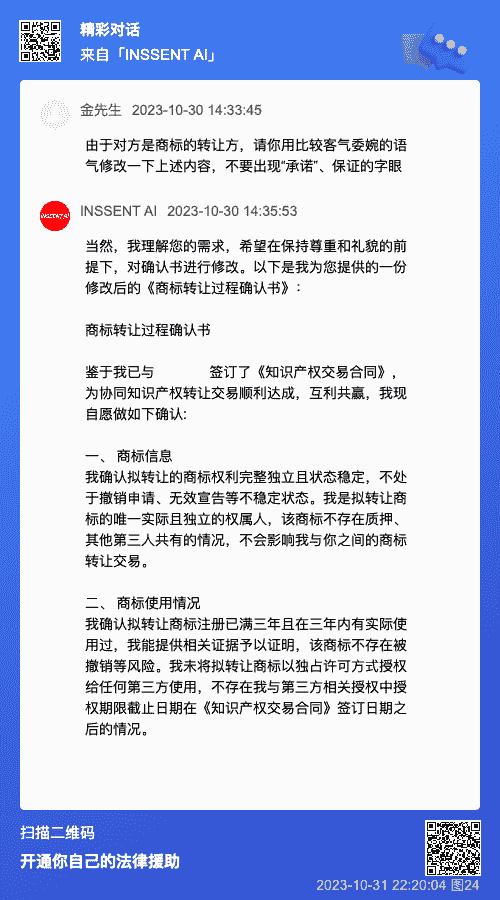 精彩对话
来自「INSSENT AI」
金先生 2023-10-30 14:33:45
由于对方是商标的转让方，请你用比较客气委婉的语
气修改一下上述内容，不要出现“承诺”、保证的字眼
INSSENT AI
INSSENT AI 2023-10-30 14:35:53
当然，我理解您的需求，希望在保持尊重和礼貌的前
提下，对确认书进行修改。以下是我为您提供的一份
修改后的《商标转让过程确认书》：
商标转让过程确认书
鉴于我已与 签订了《知识产权交易合同》，
为协同知识产权转让交易顺利达成，互利共赢，我现
自愿做如下确认:
一、 商标信息
我确认拟转让的商标权利完整独立且状态稳定，不处
于撤销申请、无效宣告等不稳定状态。我是拟转让商
标的唯一实际且独立的权属人，该商标不存在质押、
其他第三人共有的情况，不会影响我与你之间的商标
转让交易。
二、 商标使用情况
我确认拟转让商标注册已满三年且在三年内有实际使
用过，我能提供相关证据予以证明，该商标不存在被
撤销等风险。我未将拟转让商标以独占许可方式授权
给任何第三方使用，不存在我与第三方相关授权中授
权期限截止日期在《知识产权交易合同》签订日期之
后的情况。
扫描二维码
开通你自己的法律援助
2023-10-31 22:20:04 图24